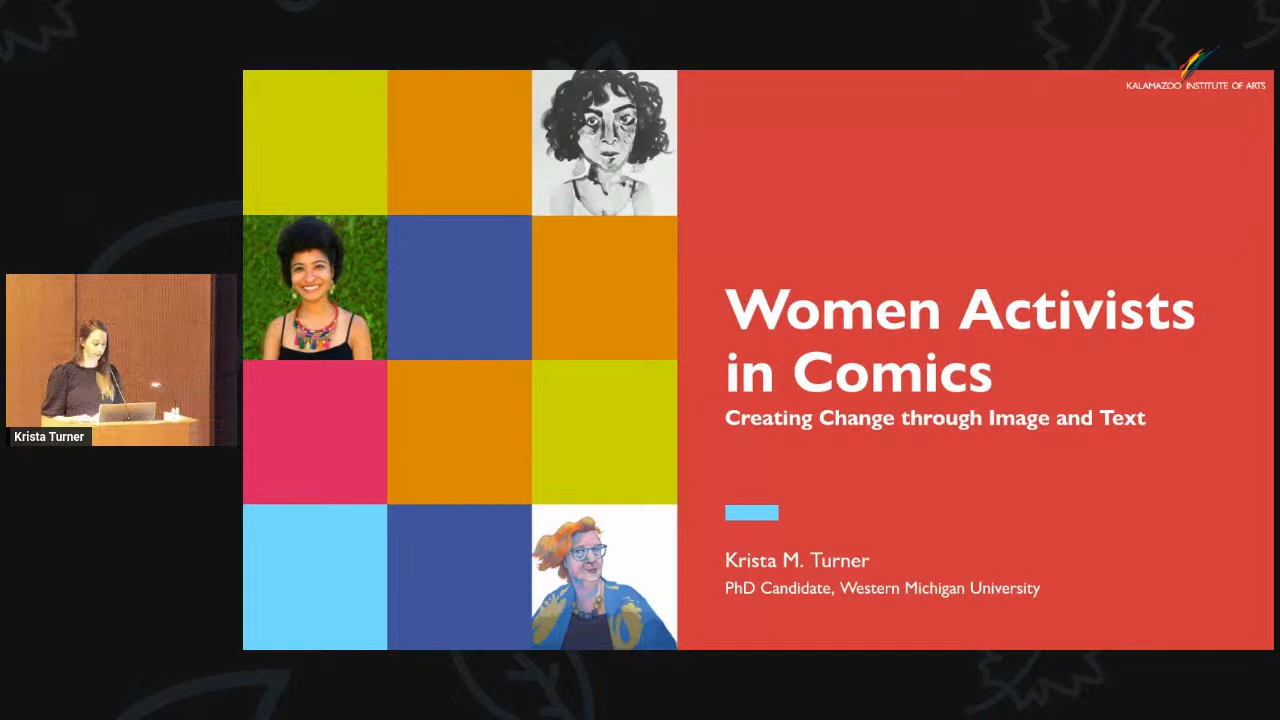 KALAMAZOO INSTITUTE OF ARTS
Women Activists
in Comics
Creating Change through Image and Text
Krista M. Turner
PhD Candidate, Western Michigan University
Krista Turner